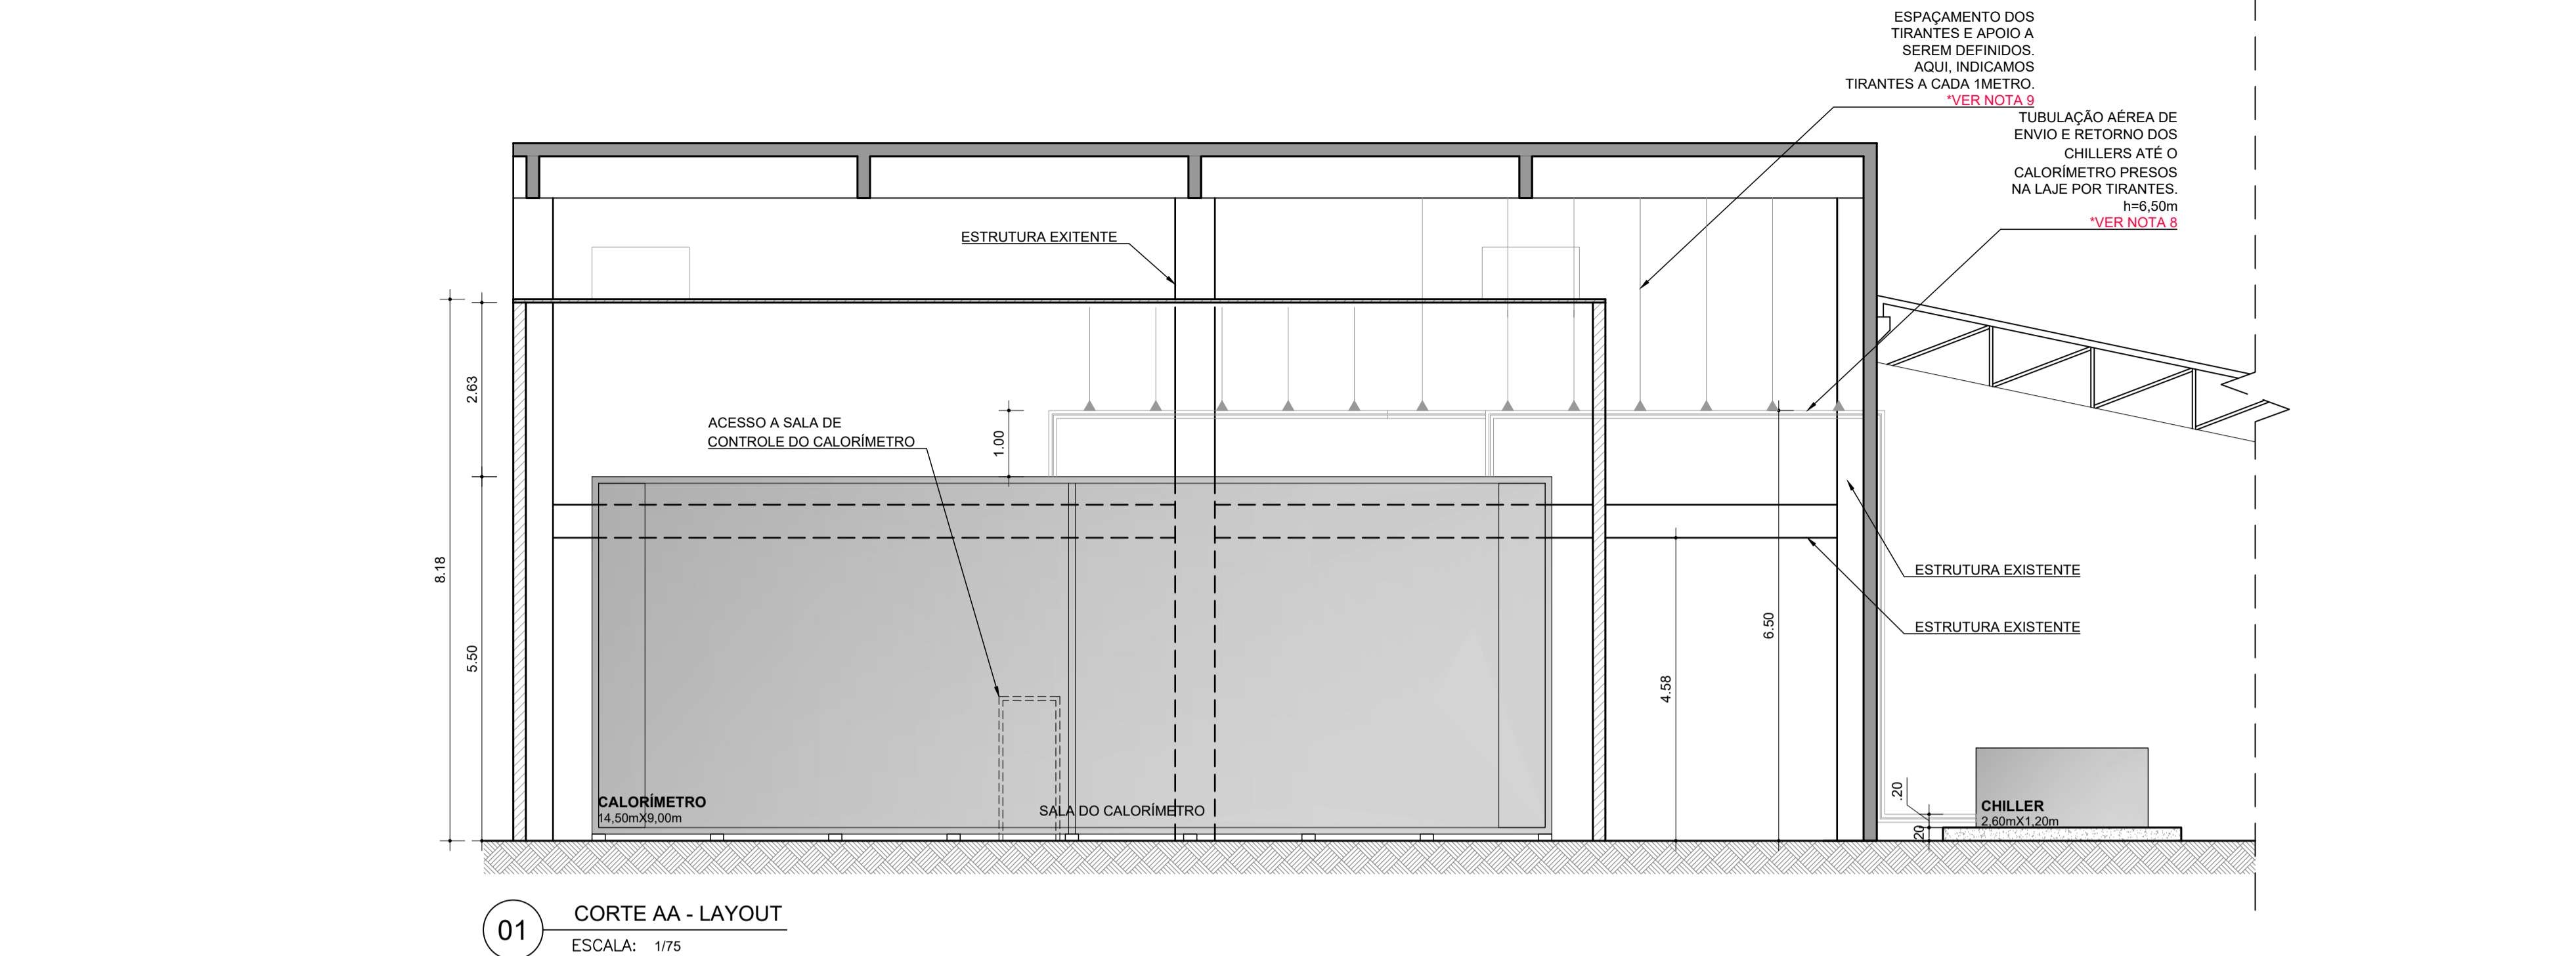 ESPAÇAMENTO DOS
TIRANTES E APOIO A
SEREM DEFINIDOS.
AQUI, INDICAMOS
TIRANTES A CADA 1METRO.
*VER NOTA 9
TUBULAÇÃO AÉREA DE
ENVIO E RETORNO DOS
CHILLERS ATÉ O
CALORÍMETRO PRESOS
NA LAJE POR TIRANTES.
h=6,50m
*VER NOTA 8
ESTRUTURA EXITENTE
2.63
ACESSO A SALA DE
CONTROLE DO CALORÍMETRO
1.00
8.18
5.50
ESTRUTURA EXISTENTE
6.50
ESTRUTURA EXISTENTE
4.58
CALORÍMETRO
14,50mX9,00m
SALA DO CALORÍMETRO
.20
CHILLER
2,60mX1,20m
.20
01
CORTE AA - LAYOUT
ESCALA: 1/75